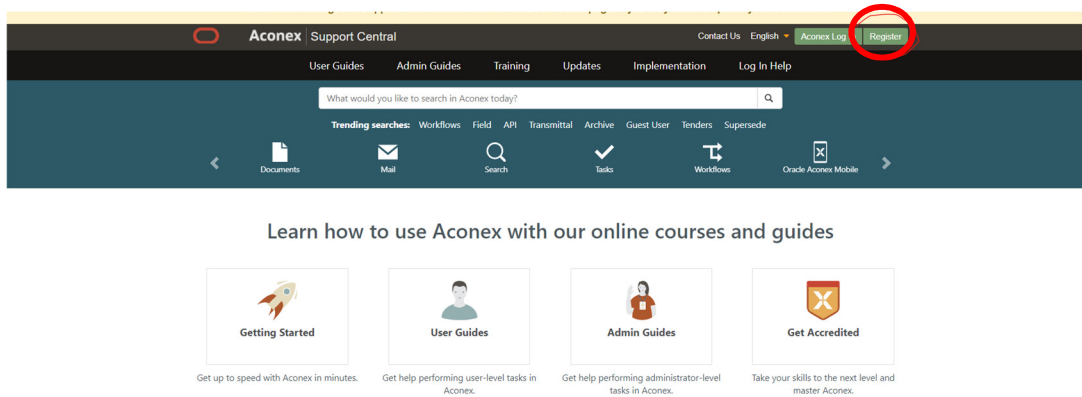 Aconex Support Central
Contact Us English Aconex Log Register
User Guides Admin Guides Training Updates Implementation Log In Help
What would you like to search in Aconex today?
Trending searches: Workflows Field API Transmittal Archive Guest User Tenders Supersede
Documents Mail Search Tasks Workflows Oracle Aconex Mobile
Learn how to use Aconex with our online courses and guides
Getting Started
Get up to speed with Aconex in minutes.
User Guides
Get help performing user-level tasks in
Aconex.
Admin Guides
Get help performing administrator-level
tasks in Aconex.
Get Accredited
Take your skills to the next level and
master Aconex.